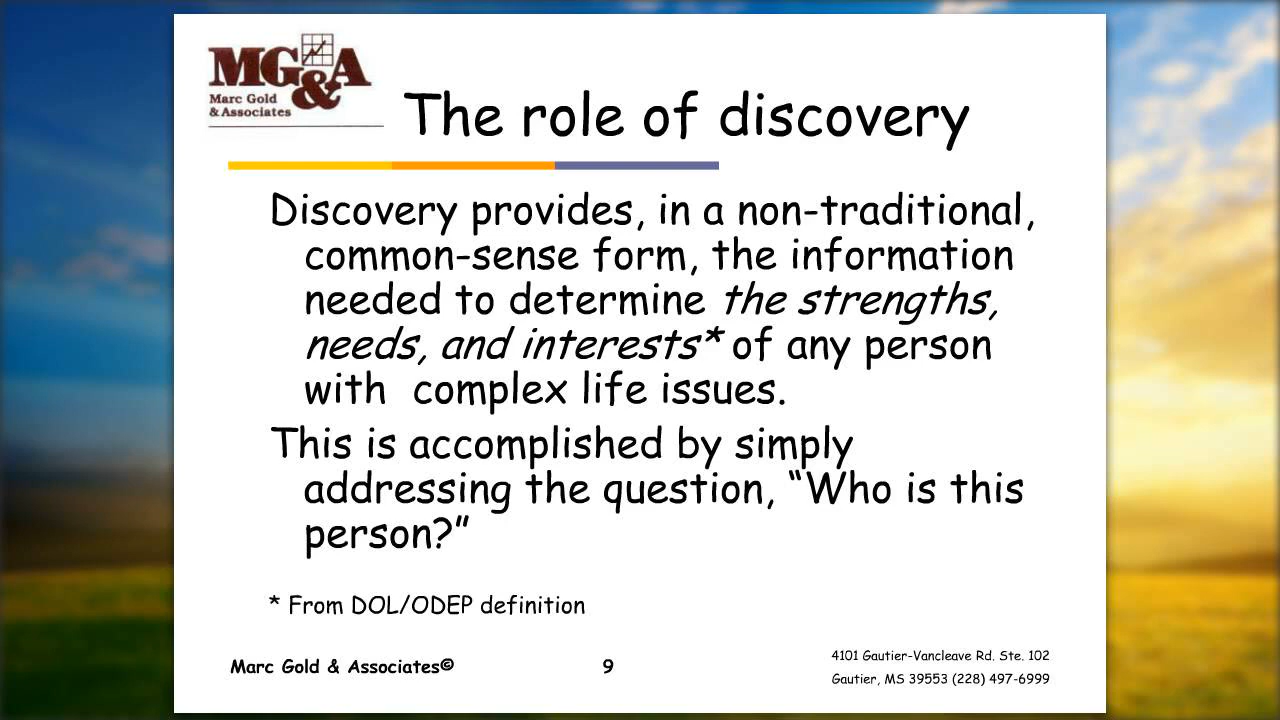 MG&A
Marc Gold
& Associates
The role of discovery
Discovery provides, in a non-traditional,
common-sense form, the information
needed to determine the strengths,
needs, and interests* of any person
with  complex life issues.
This is accomplished by simply
addressing the question, “Who is this
person?”
* From DOL/ODEP definition
Marc Gold & Associates©
9
4101 Gautier-Vancleave Rd. Ste. 102
Gautier, MS 39553 (228) 497-6999